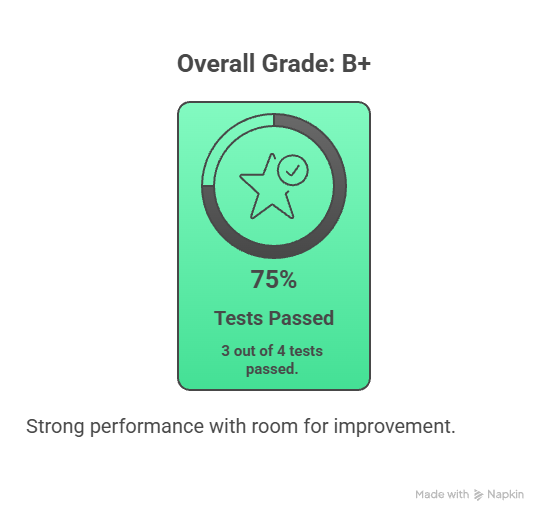 Overall Grade: B+
75%
Tests Passed
3 out of 4 tests
passed.
Strong performance with room for improvement.
Made with Napkin